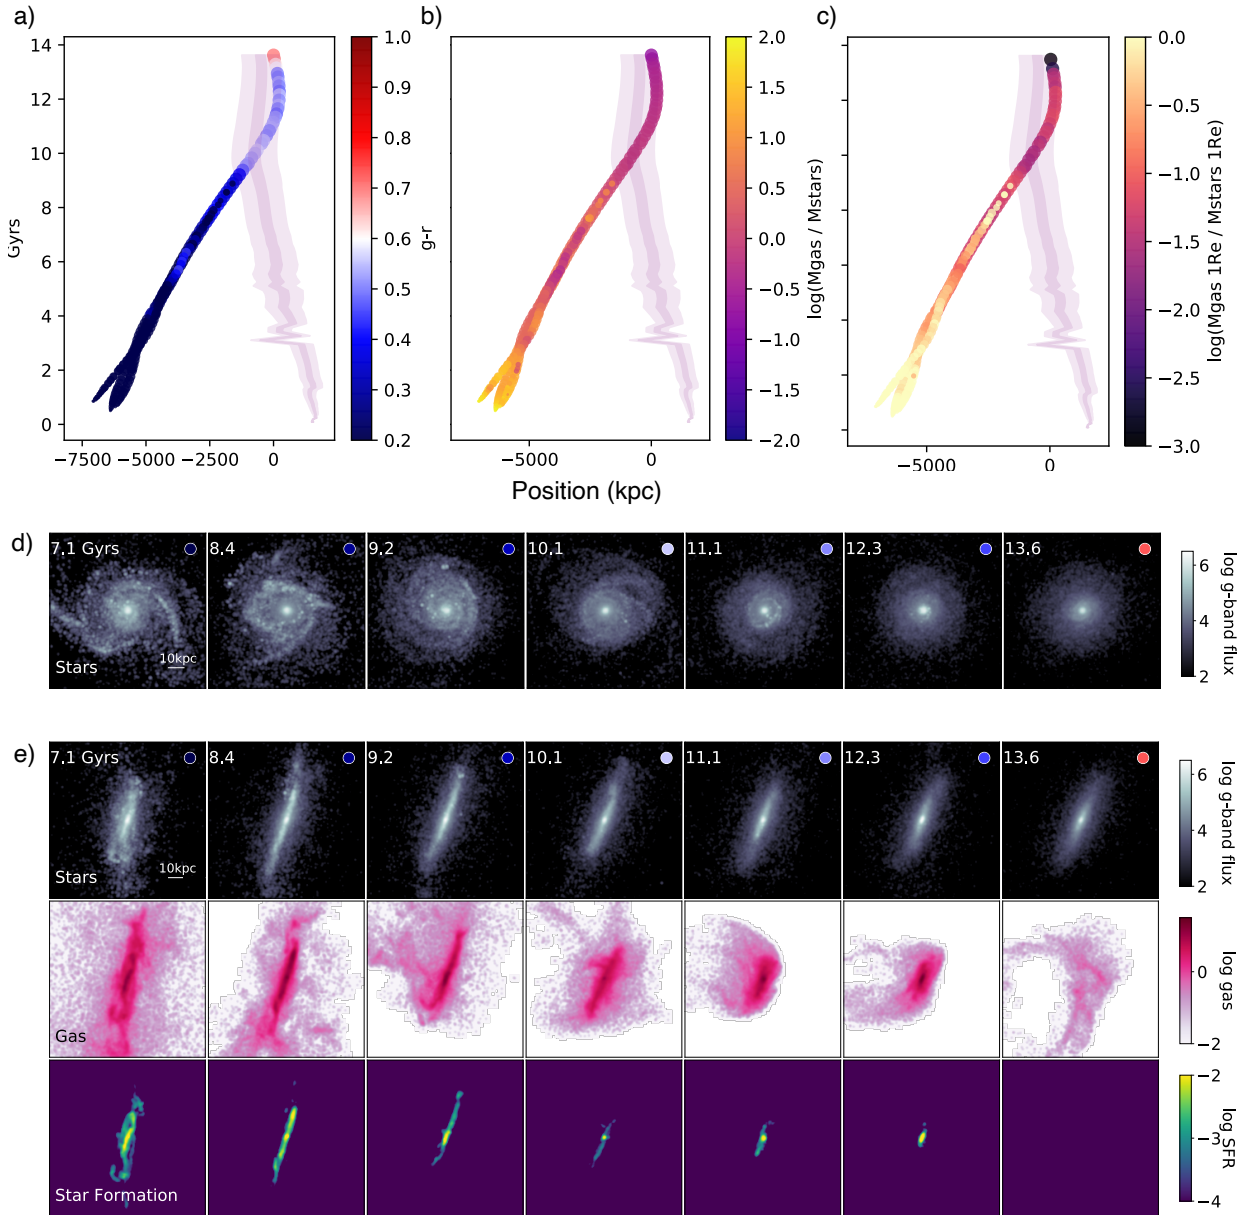 a) b) c)
14 12 10 8 6 4 2 0
Gyrs
−7500 −5000 −2500 0
1.0 0.9 0.8 0.7 0.6 0.5 0.4 0.3 0.2
g-r
−5000 0
2.0 1.5 1.0 0.5 0.0 −0.5 −1.0 −1.5 −2.0
log(Mgas / Mstars)
−5000 0
0.0 −0.5 −1.0 −1.5 −2.0 −2.5 −3.0
log(Mgas 1Re / Mstars 1Re)
Position (kpc)
d)
7.1 Gyrs 8.4 9.2 10.1 11.1 12.3 13.6
10kpc
Stars
6 4 2
log g-band flux
e)
7.1 Gyrs 8.4 9.2 10.1 11.1 12.3 13.6
10kpc
Stars
6 4 2
log g-band flux
Gas
0 −2
log gas
Star Formation
−2 −3 −4
log SFR